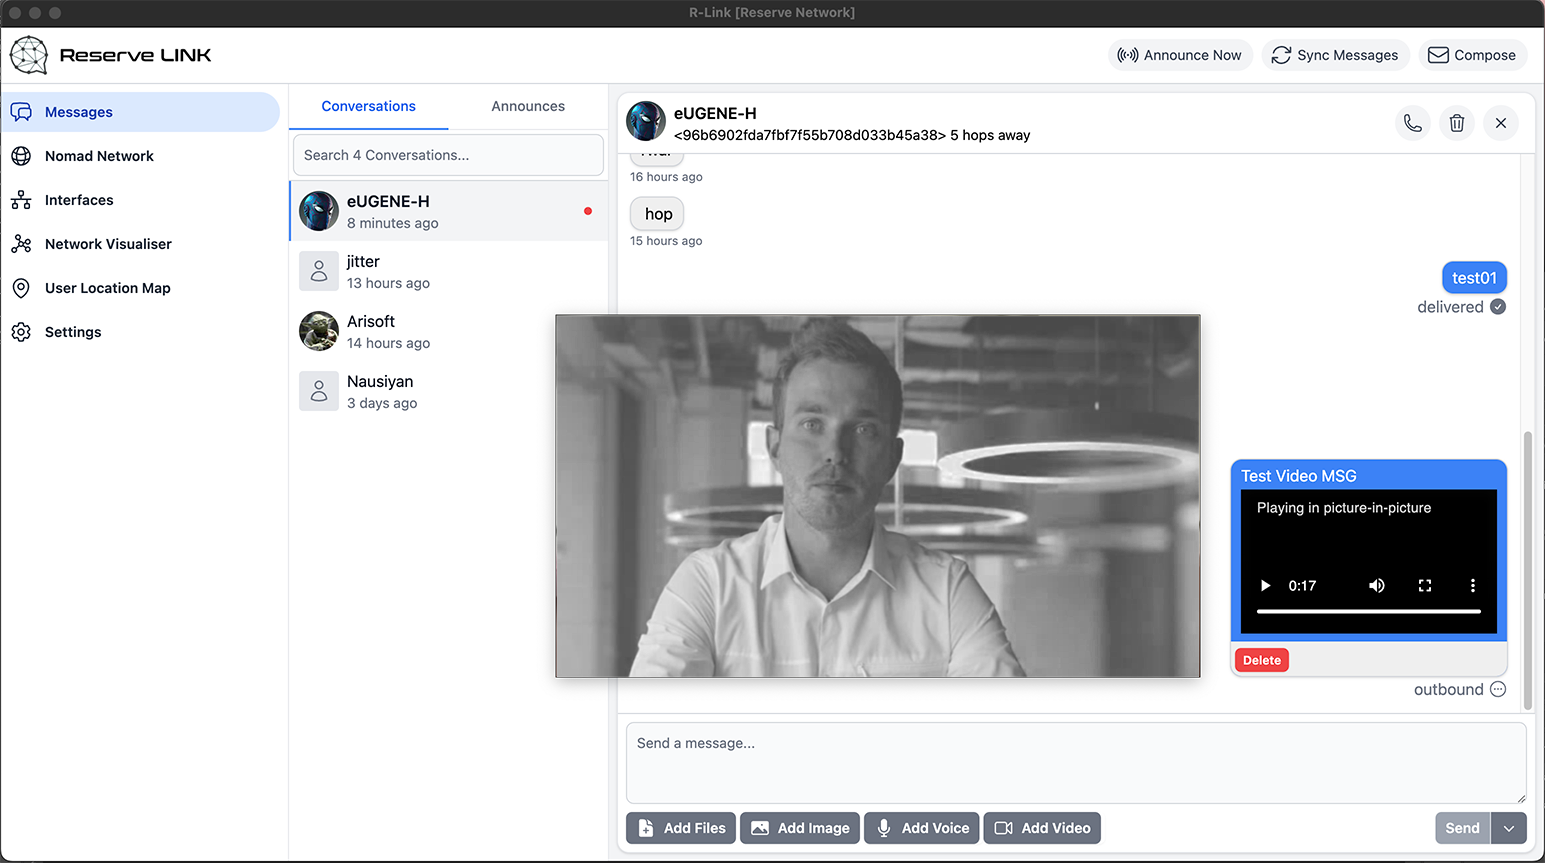 R-Link [Reserve Network]
Reserve LINK
Announce Now
Sync Messages
Compose
Messages
Nomad Network
Interfaces
Network Visualiser
User Location Map
Settings
Conversations
Announces
Search 4 Conversations...
eUGENE-H
8 minutes ago
jitter
13 hours ago
Arisoft
14 hours ago
Nausiyan
3 days ago
eUGENE-H
<96b6902fda7fbf7f55b708d033b45a38> 5 hops away
16 hours ago
hop
15 hours ago
test01
delivered
Test Video MSG
Playing in picture-in-picture
0:17
Delete
outbound
Send a message...
Add Files
Add Image
Add Voice
Add Video
Send